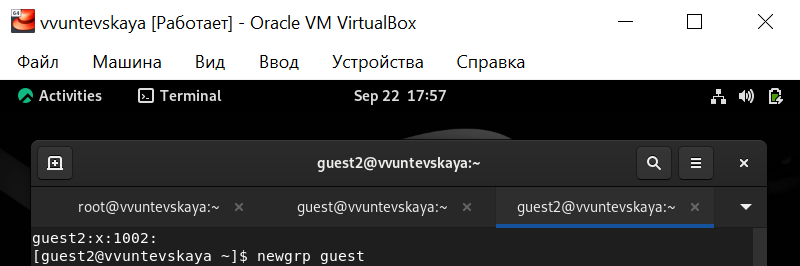 vvuntevskaya [Работает] - Oracle VM VirtualBox
Файл Машина Вид Ввод Устройства Справка
Activities Terminal Sep 22 17:57
guest2@vvuntevskaya:~
root@vvuntevskaya:~ guest@vvuntevskaya:~ guest2@vvuntevskaya:~
guest2:x:1002:
[guest2@vvuntevskaya ~]$ newgrp guest